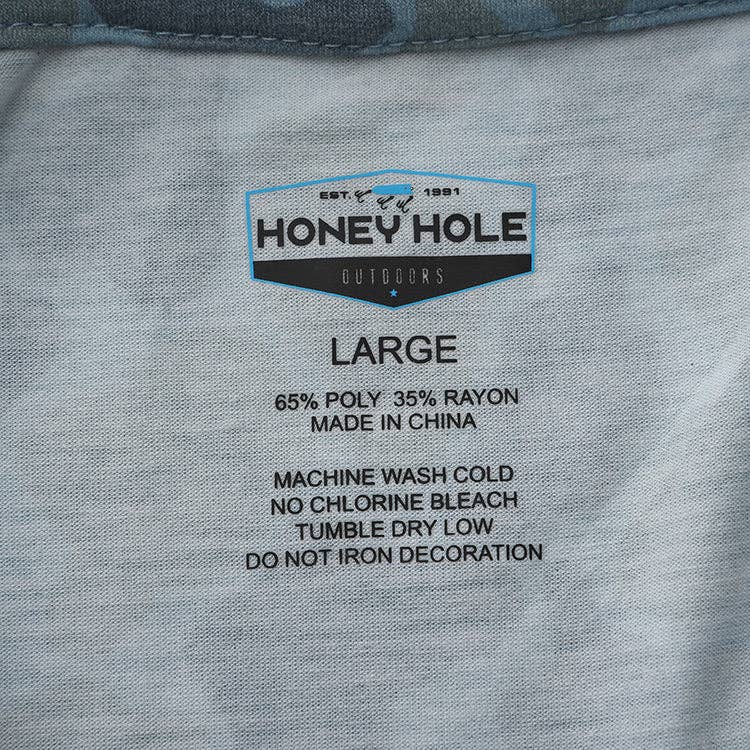 EST. 1991
HONEY HOLE
OUTDOORS
LARGE
65% POLY 35% RAYON
MADE IN CHINA
MACHINE WASH COLD
NO CHLORINE BLEACH
TUMBLE DRY LOW
DO NOT IRON DECORATION